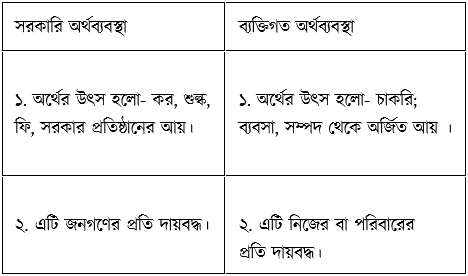 সরকারি অর্থব্যবস্থা
ব্যক্তিগত অর্থব্যবস্থা
১. অর্থের উৎস হলো- কর, শুল্ক,
ফি, সরকার প্রতিষ্ঠানের আয়।
১. অর্থের উৎস হলো- চাকরি;
ব্যবসা, সম্পদ থেকে অর্জিত আয় ।
২. এটি জনগণের প্রতি দায়বদ্ধ।
২. এটি নিজের বা পরিবারের
প্রতি দায়বদ্ধ।